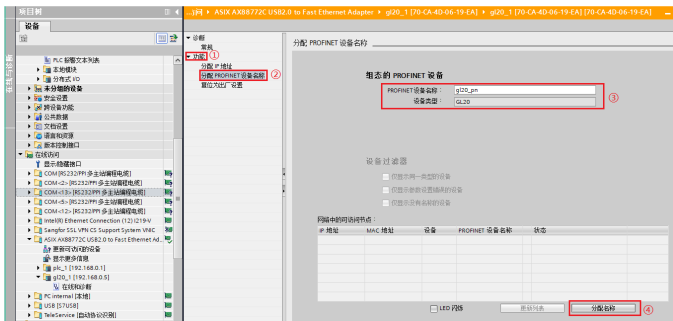 项目树
...)问 ▸ ASIX AX88772C USB2.0 to Fast Ethernet Adapter ▸ gl20_1 [70-CA-4D-06-19-EA] ▸ gl20_1 [70-CA-4D-06-19-EA] [70-CA-4D-06-19-EA]
设备
PLC 报警文本列表
本地模块
分布式 I/O
未分组的设备
安全设置
跨设备功能
公共数据
文档设置
语言和资源
版本控制接口
在线访问
显示/隐藏接口
COM [RS232/PPI 多主站编程电缆]
COM <2> [RS232/PPI 多主站编程电缆]
COM <13> [RS232/PPI 多主站编程电缆]
COM <5> [RS232/PPI 多主站编程电缆]
COM <12> [RS232/PPI 多主站编程电缆]
Intel(R) Ethernet Connection (12) I219-V
Sangfor SSL VPN CS Support System VNIC
ASIX AX88772C USB2.0 to Fast Ethernet Ad...
更新可访问的设备
显示更多信息
plc_1 [192.168.0.1]
gl20_1 [192.168.0.5]
在线和诊断
PC internal [本地]
USB [S7USB]
TeleService [自动协议识别]
诊断
常规
功能 ①
分配 IP 地址
分配 PROFINET 设备名称 ②
复位为出厂设置
分配 PROFINET 设备名称
组态的 PROFINET 设备
PROFINET 设备名称： gl20_pn
设备类型： GL20
③
设备过滤器
仅显示同一类型的设备
仅显示参数设置错误的设备
仅显示没有名称的设备
网络中的可访问节点：
IP 地址 MAC 地址 设备 PROFINET 设备名称 状态
LED 闪烁 更新列表 分配名称 ④